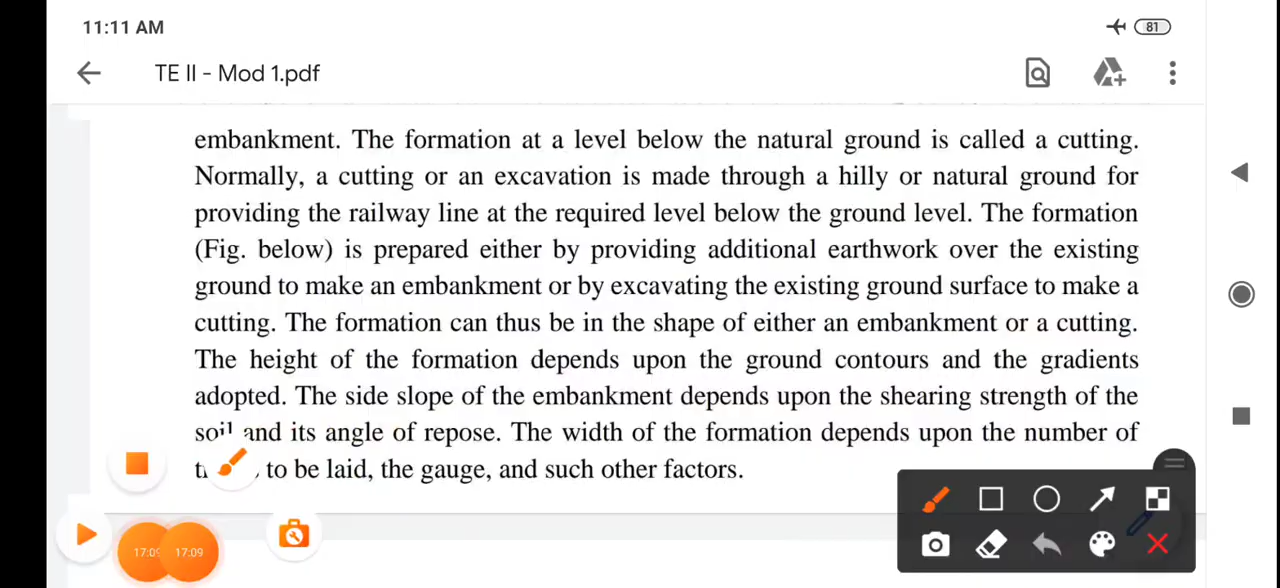 11:11 AM
81
TE II - Mod 1.pdf
embankment. The formation at a level below the natural ground is called a cutting.
Normally, a cutting or an excavation is made through a hilly or natural ground for
providing the railway line at the required level below the ground level. The formation
(Fig. below) is prepared either by providing additional earthwork over the existing
ground to make an embankment or by excavating the existing ground surface to make a
cutting. The formation can thus be in the shape of either an embankment or a cutting.
The height of the formation depends upon the ground contours and the gradients
adopted. The side slope of the embankment depends upon the shearing strength of the
soil and its angle of repose. The width of the formation depends upon the number of
to be laid, the gauge, and such other factors.
17:09 17:09